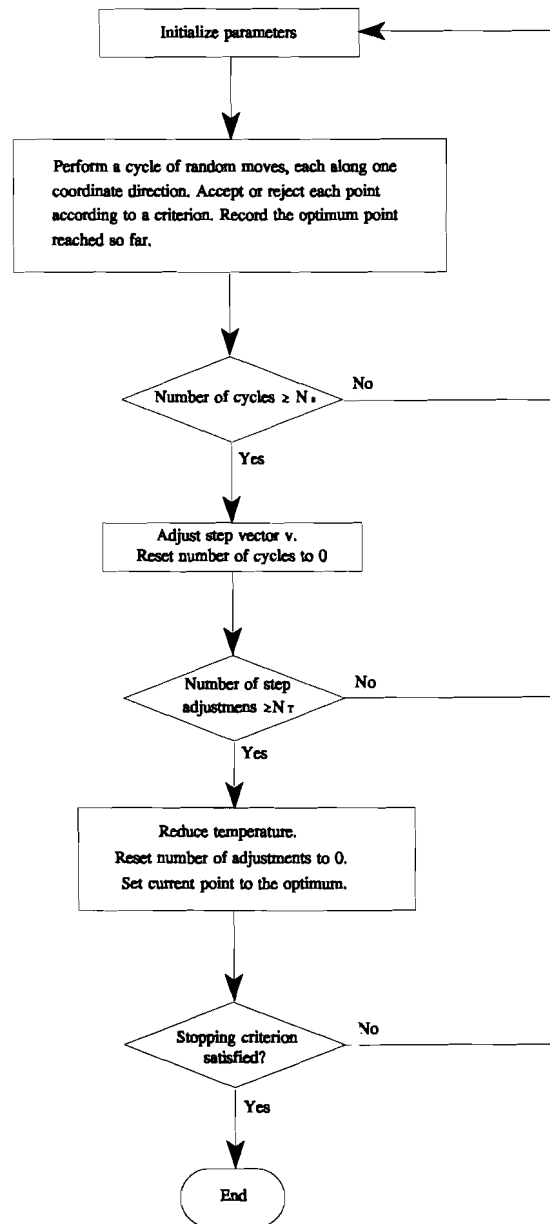 Initialize parameters
Perform a cycle of random moves, each along one
coordinate direction. Accept or reject each point
according to a criterion. Record the optimum point
reached so far.
Number of cycles ≥ N s
No
Yes
Adjust step vector v.
Reset number of cycles to 0
Number of step
adjustmens ≥N T
No
Yes
Reduce temperature.
Reset number of adjustments to 0.
Set current point to the optimum.
Stopping criterion
satisfied?
No
Yes
End